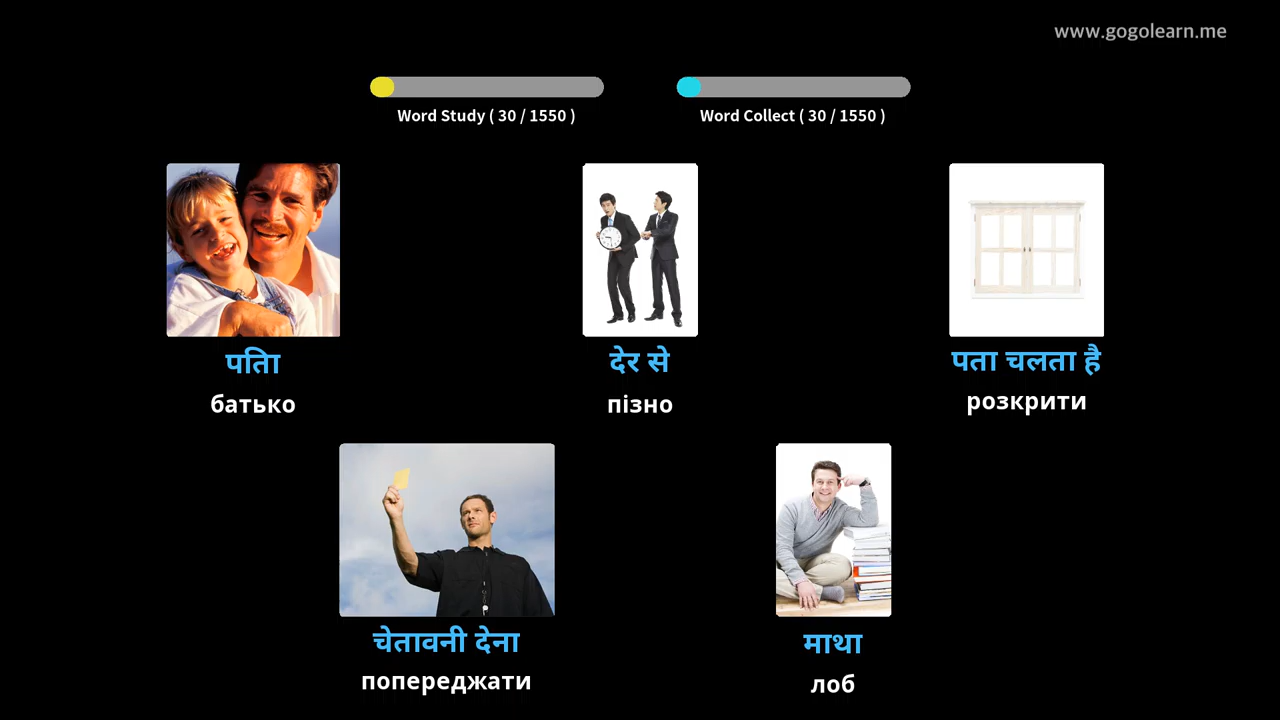 www.gogolearn.me
Word Study ( 30 / 1550 )
Word Collect ( 30 / 1550 )
पिता
батько
देर से
пізно
पता चलता है
розкрити
चेतावनी देना
попереджати
माथा
лоб